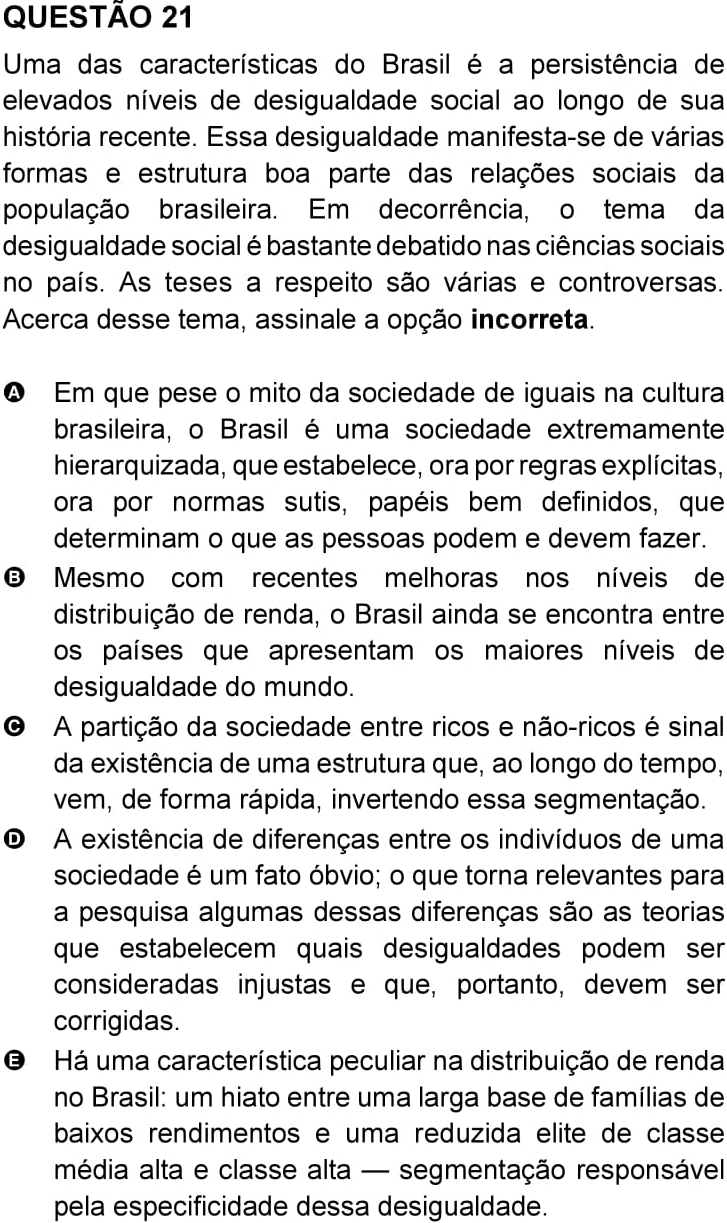 QUESTÃO 21
Uma das características do Brasil é a persistência de
elevados níveis de desigualdade social ao longo de sua
história recente. Essa desigualdade manifesta-se de várias
formas e estrutura boa parte das relações sociais da
população brasileira. Em decorrência, o tema da
desigualdade social é bastante debatido nas ciências sociais
no país. As teses a respeito são várias e controversas.
Acerca desse tema, assinale a opção incorreta.
A Em que pese o mito da sociedade de iguais na cultura
brasileira, o Brasil é uma sociedade extremamente
hierarquizada, que estabelece, ora por regras explícitas,
ora por normas sutis, papéis bem definidos, que
determinam o que as pessoas podem e devem fazer.
B Mesmo com recentes melhoras nos níveis de
distribuição de renda, o Brasil ainda se encontra entre
os países que apresentam os maiores níveis de
desigualdade do mundo.
C A partição da sociedade entre ricos e não-ricos é sinal
da existência de uma estrutura que, ao longo do tempo,
vem, de forma rápida, invertendo essa segmentação.
D A existência de diferenças entre os indivíduos de uma
sociedade é um fato óbvio; o que torna relevantes para
a pesquisa algumas dessas diferenças são as teorias
que estabelecem quais desigualdades podem ser
consideradas injustas e que, portanto, devem ser
corrigidas.
E Há uma característica peculiar na distribuição de renda
no Brasil: um hiato entre uma larga base de famílias de
baixos rendimentos e uma reduzida elite de classe
média alta e classe alta — segmentação responsável
pela especificidade dessa desigualdade.